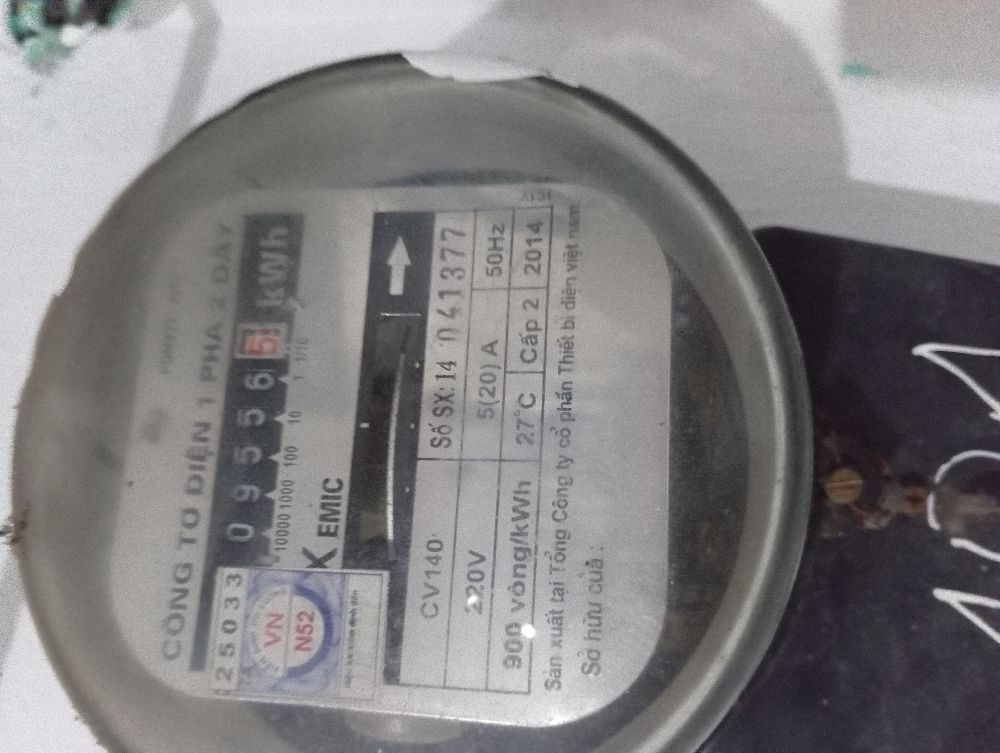 CÔNG TƠ ĐIỆN 1 PHA 2 DÂY
0 9 5 5 6 5 kWh
10000 1000 100 10 1 1/10
25033
VN
N52
EMIC
CV140 Số SX: 14 041377
220V 5(20) A 50Hz
900 vòng/kWh 27°C Cấp 2 2014
Sản xuất tại Tổng Công ty cổ phần Thiết bị điện việt nam
Sở hữu của :
101